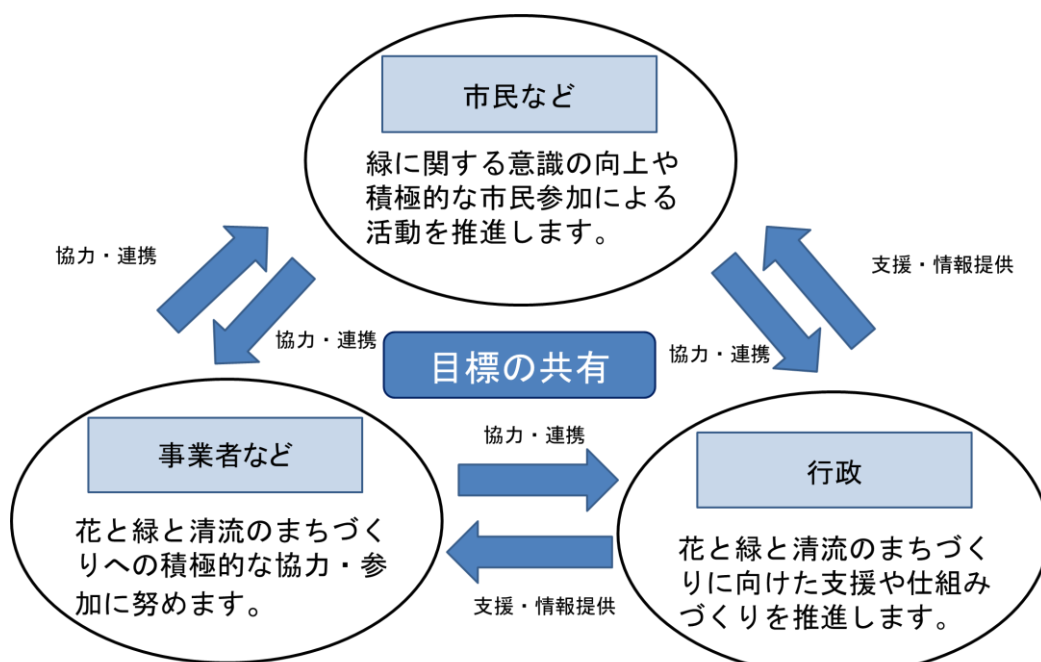 市民など
緑に関する意識の向上や
積極的な市民参加による
活動を推進します。
協力・連携
支援・情報提供
協力・連携
協力・連携
目標の共有
事業者など
花と緑と清流のまちづく
りへの積極的な協力・参
加に努めます。
協力・連携
支援・情報提供
行政
花と緑と清流のまちづく
りに向けた支援や仕組み
づくりを推進します。